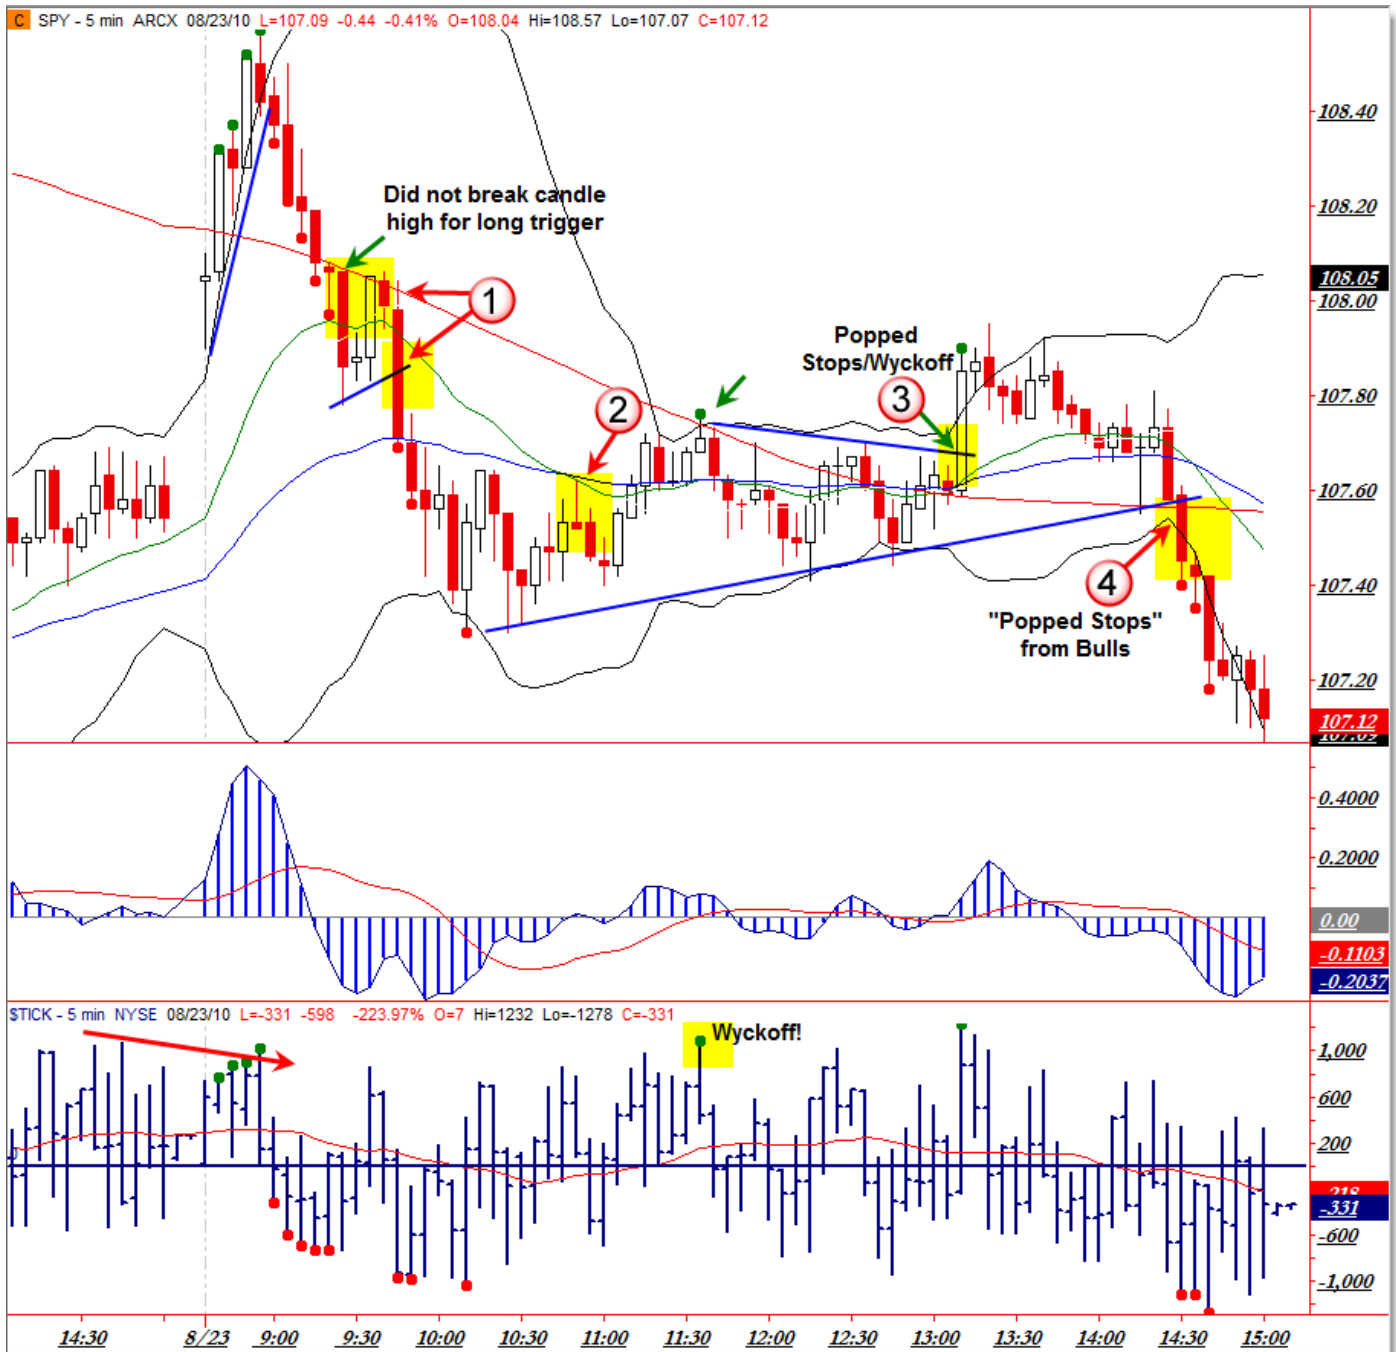 C SPY - 5 min ARCX 08/23/10 L=107.09 -0.44 -0.41% O=108.04 Hi=108.57 Lo=107.07 C=107.12
108.40
Did not break candle
high for long trigger
108.20
108.05
1
108.00
Popped
Stops/Wyckoff
107.80
2
3
107.60
4
107.40
"Popped Stops"
from Bulls
107.20
107.12
107.09
0.4000
0.2000
0.00
-0.1103
-0.2037
$TICK - 5 min NYSE 08/23/10 L=-331 -598 -223.97% O=7 Hi=1232 Lo=-1278 C=-331
Wyckoff!
1,000
600
200
-218
-331
-600
-1,000
14:30 8/23 9:00 9:30 10:00 10:30 11:00 11:30 12:00 12:30 13:00 13:30 14:00 14:30 15:00